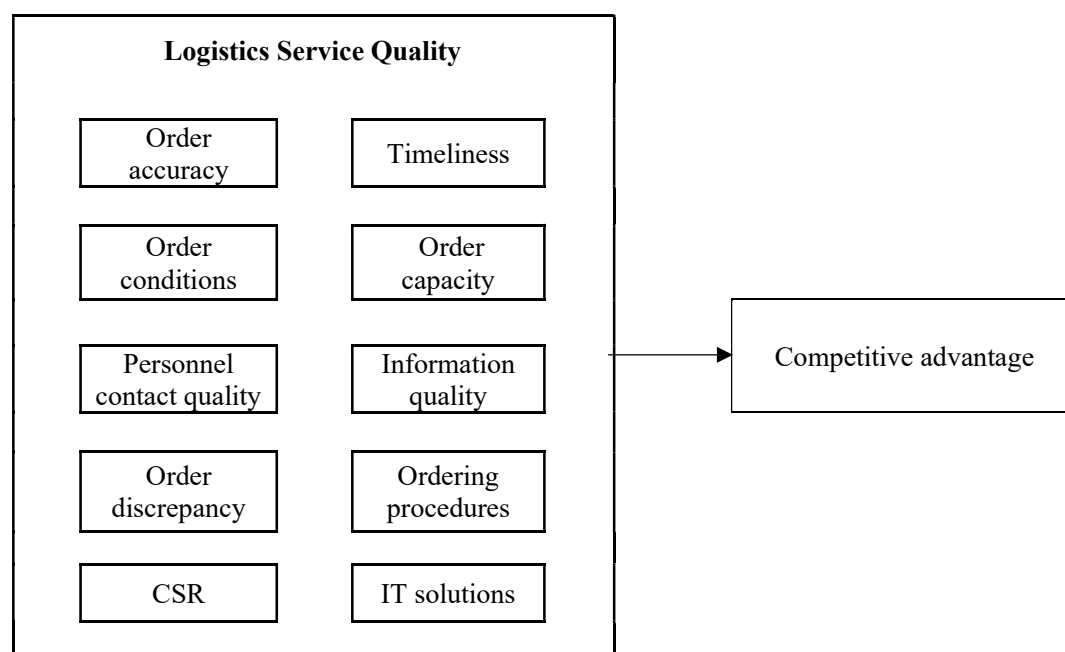 Logistics Service Quality
Order
accuracy
Timeliness
Order
conditions
Order
capacity
Personnel
contact quality
Information
quality
Competitive advantage
Order
discrepancy
Ordering
procedures
CSR
IT solutions